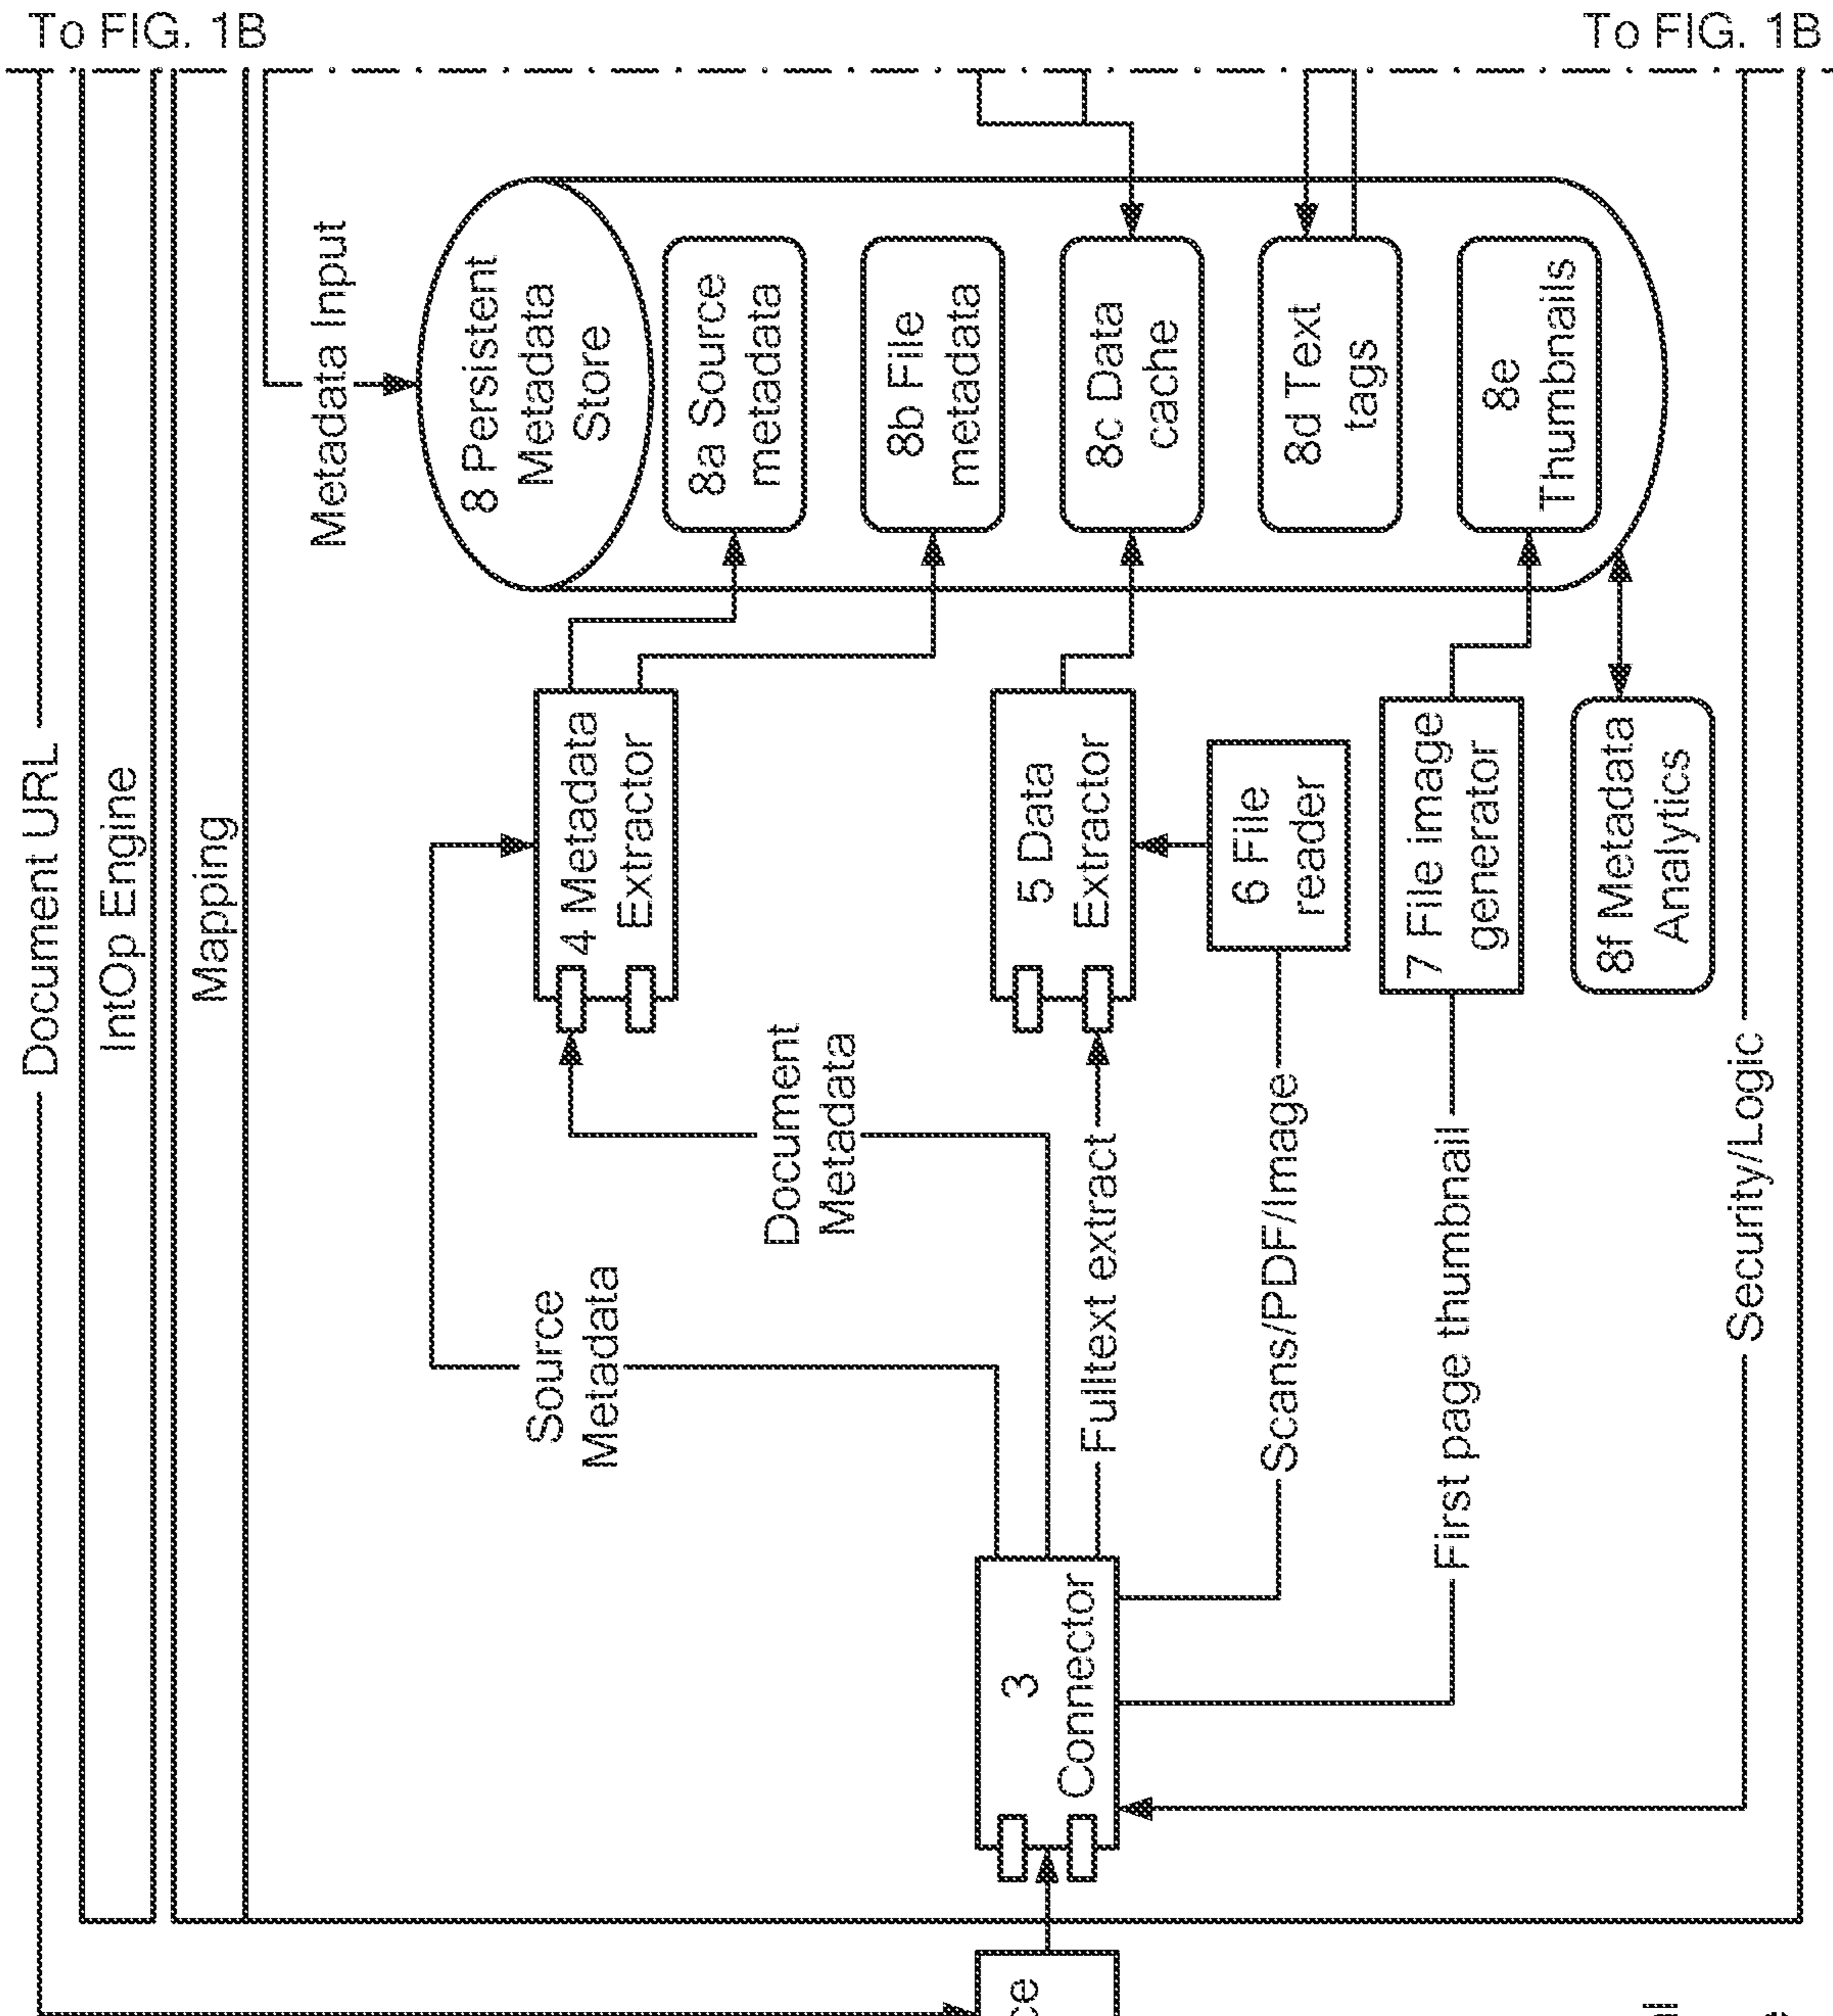 To FIG. 1B
To FIG. 1B
Document URL
IntOp Engine
Mapping
Metadata Input
8 Persistent
Metadata
Store
8a Source
metadata
8b File
metadata
8c Data
cache
8d Text
tags
8e
Thumbnails
4 Metadata
Extractor
5 Data
Extractor
6 File
reader
7 File image
generator
8f Metadata
Analytics
Source
Metadata
Document
Metadata
Fulltext extract
Scans/PDF/Image
First page thumbnail
Security/Logic
3
Connector